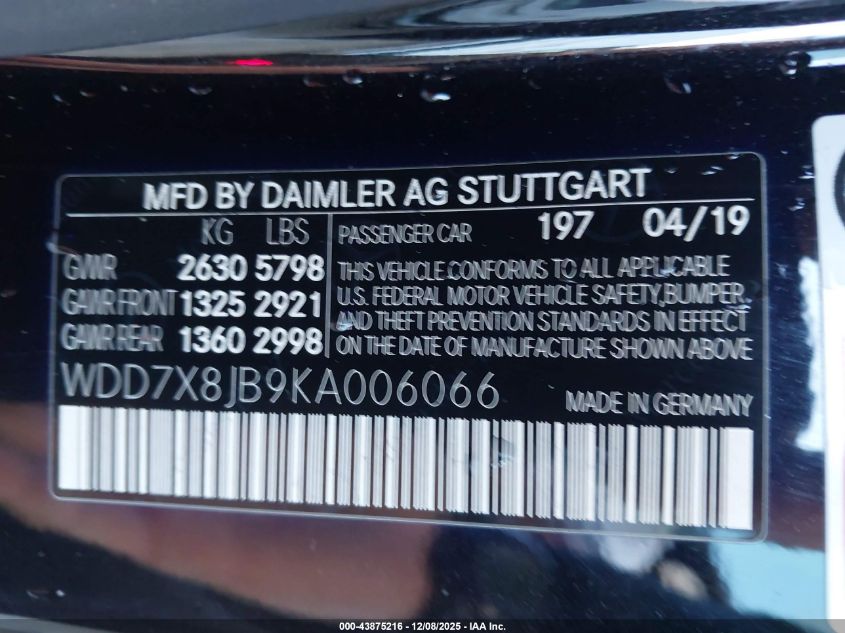 MFD BY DAIMLER AG STUTTGART
KG LBS PASSENGER CAR 197 04/19
GVWR 2630 5798 THIS VEHICLE CONFORMS TO ALL APPLICABLE
GAWR FRONT 1325 2921 U.S. FEDERAL MOTOR VEHICLE SAFETY,BUMPER,
GAWR REAR 1360 2998 AND THEFT PREVENTION STANDARDS IN EFFECT
ON THE DATE OF MANUFACTURE SHOWN ABOVE
WDD7X8JB9KA006066 MADE IN GERMANY
000-43875216 - 12/08/2025 - IAA Inc.